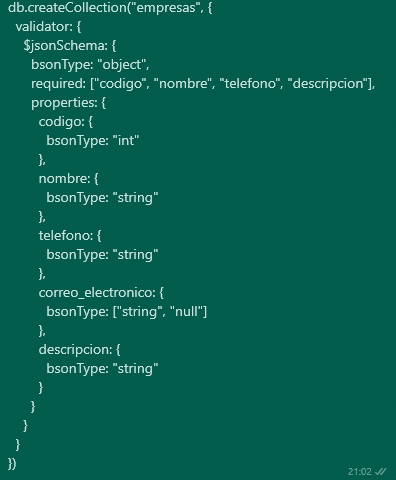 db.createCollection("empresas", {
validator: {
$jsonSchema: {
bsonType: "object",
required: ["codigo", "nombre", "telefono", "descripcion"],
properties: {
codigo: {
bsonType: "int"
},
nombre: {
bsonType: "string"
},
telefono: {
bsonType: "string"
},
correo_electronico: {
bsonType: ["string", "null"]
},
descripcion: {
bsonType: "string"
}
}
}
}
})
21:02